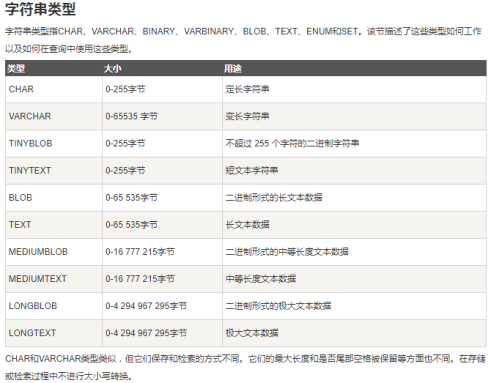 字符串类型
字符串类型指CHAR、VARCHAR、BINARY、VARBINARY、BLOB、TEXT、ENUM和SET。该节描述了这些类型如何工作
以及如何在查询中使用这些类型。
类型 大小 用途
CHAR 0-255字节 定长字符串
VARCHAR 0-65535 字节 变长字符串
TINYBLOB 0-255字节 不超过 255 个字符的二进制字符串
TINYTEXT 0-255字节 短文本字符串
BLOB 0-65 535字节 二进制形式的长文本数据
TEXT 0-65 535字节 长文本数据
MEDIUMBLOB 0-16 777 215字节 二进制形式的中等长度文本数据
MEDIUMTEXT 0-16 777 215字节 中等长度文本数据
LONGBLOB 0-4 294 967 295字节 二进制形式的极大文本数据
LONGTEXT 0-4 294 967 295字节 极大文本数据
CHAR和VARCHAR类型类似，但它们保存和检索的方式不同。它们的最大长度和是否尾部空格被保留等方面也不同。在存储
或检索过程中不进行大小写转换。